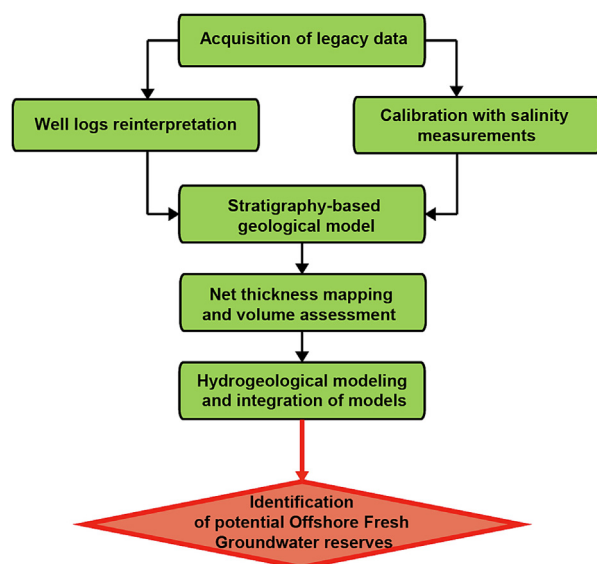 Acquisition of legacy data
Well logs reinterpretation
Calibration with salinity
measurements
Stratigraphy-based
geological model
Net thickness mapping
and volume assessment
Hydrogeological modeling
and integration of models
Identification
of potential Offshore Fresh
Groundwater reserves